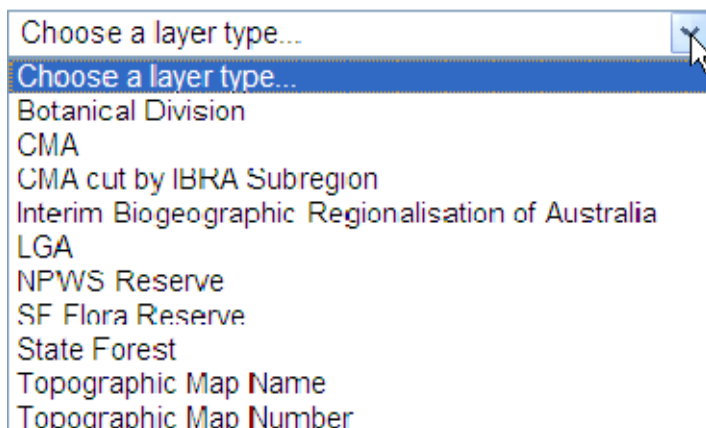 Choose a layer type...
Choose a layer type...
Botanical Division
CMA
CMA cut by IBRA Subregion
Interim Biogeographic Regionalisation of Australia
LGA
NPWS Reserve
SF Flora Reserve
State Forest
Topographic Map Name
Topographic Map Number